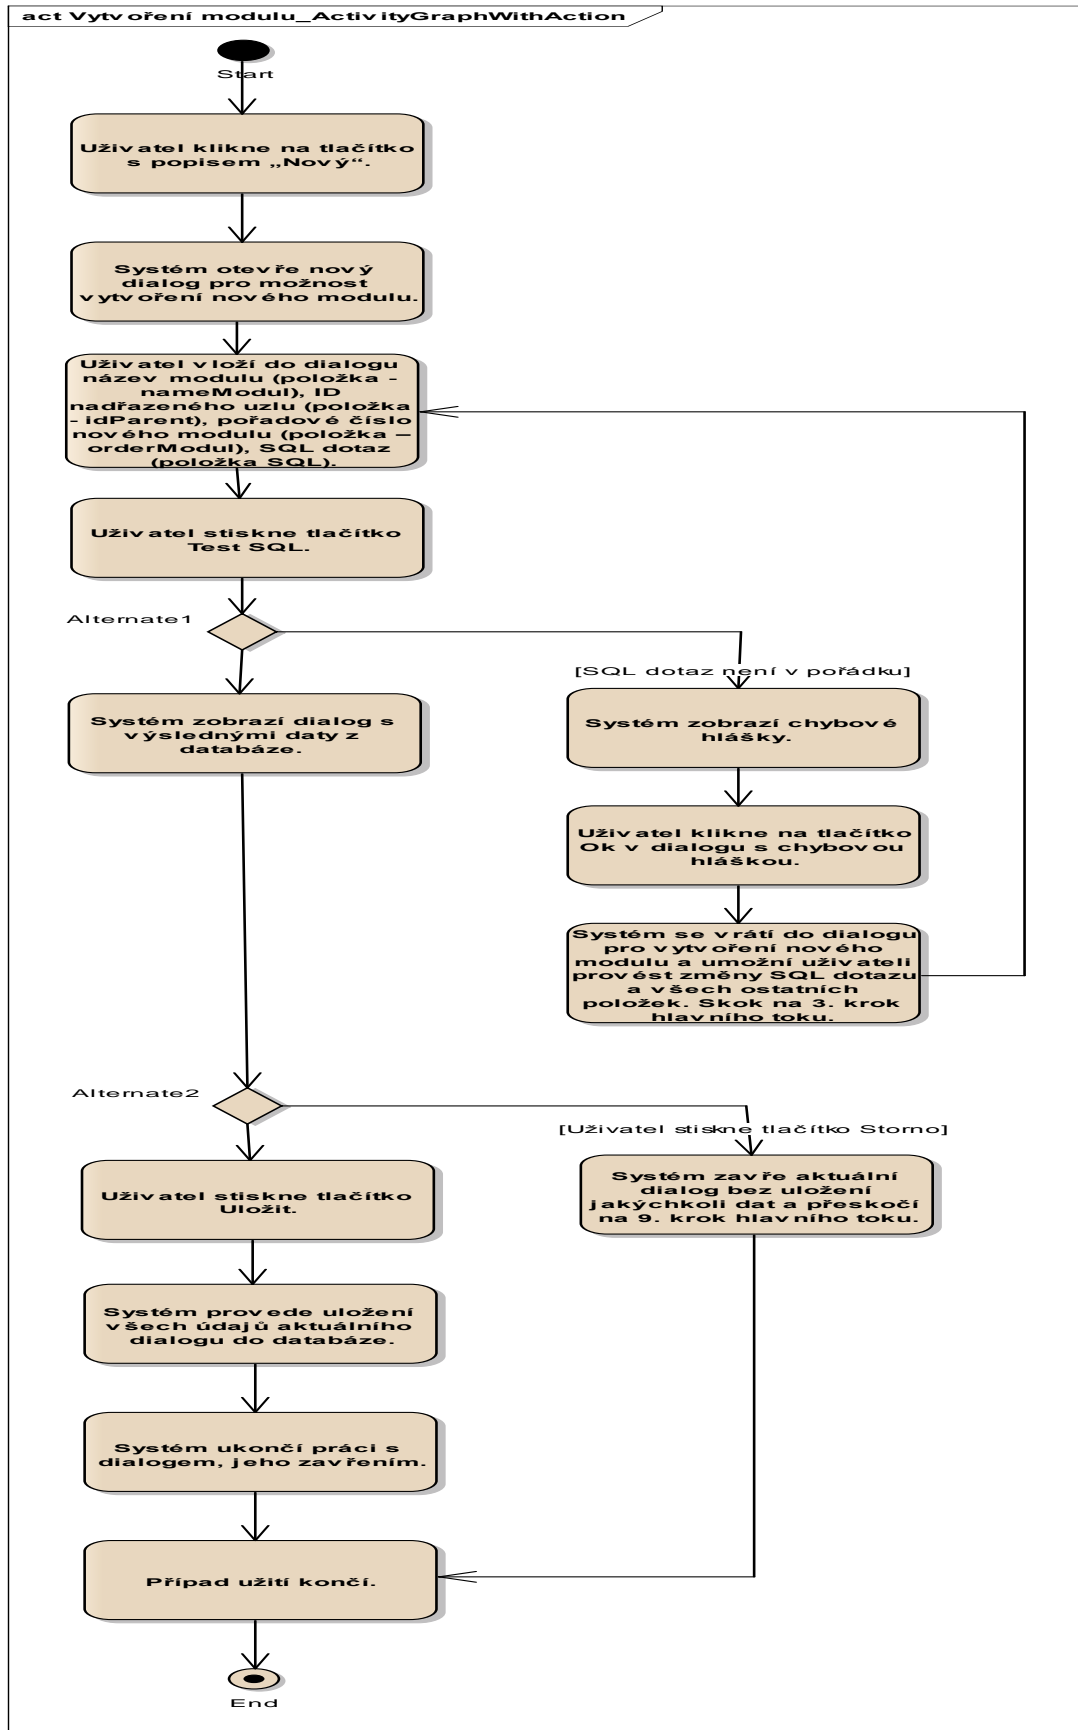 act Vytvoření modulu_ActivityGraphWithAction
Start
Uživatel klikne na tlačítko
s popisem „Nový“.
Systém otevře nový
dialog pro možnost
vytvoření nového modulu.
Uživatel vloží do dialogu
název modulu (položka -
nameModul), ID
nadřazeného uzlu (položka
- idParent), pořadové číslo
nového modulu (položka –
orderModul), SQL dotaz
(položka SQL).
Uživatel stiskne tlačítko
Test SQL.
Alternate1
[SQL dotaz není v pořádku]
Systém zobrazí dialog s
výslednými daty z
databáze.
Systém zobrazí chybové
hlášky.
Uživatel klikne na tlačítko
Ok v dialogu s chybovou
hláškou.
Systém se vrátí do dialogu
pro vytvoření nového
modulu a umožní uživateli
provést změny SQL dotazu
a všech ostatních
položek. Skok na 3. krok
hlavního toku.
Alternate2
[Uživatel stiskne tlačítko Storno]
Uživatel stiskne tlačítko
Uložit.
Systém zavře aktuální
dialog bez uložení
jakýchkoli dat a přeskočí
na 9. krok hlavního toku.
Systém provede uložení
všech údajů aktuálního
dialogu do databáze.
Systém ukončí práci s
dialogem, jeho zavřením.
Případ užití končí.
End